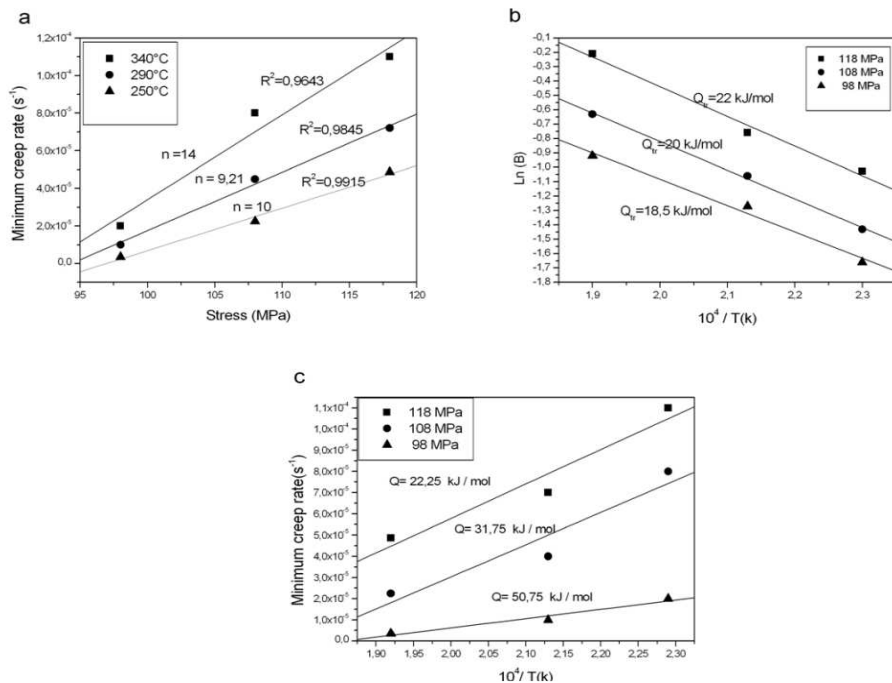 a
1,2x10⁻⁴
1,0x10⁻⁴
8,0x10⁻⁵
6,0x10⁻⁵
4,0x10⁻⁵
2,0x10⁻⁵
0,0
Minimum creep rate (s⁻¹)
340°C
290°C
250°C
R²=0,9643
R²=0,9845
R²=0,9915
n =14
n = 9,21
n = 10
95 100 105 110 115 120
Stress (MPa)
b
-0,1
-0,2
-0,3
-0,4
-0,5
-0,6
-0,7
-0,8
-0,9
-1,0
-1,1
-1,2
-1,3
-1,4
-1,5
-1,6
-1,7
-1,8
Ln (B)
118 MPa
108 MPa
98 MPa
Qtr=22 kJ/mol
Qtr=20 kJ/mol
Qtr=18,5 kJ/mol
1,9 2,0 2,1 2,2 2,3
10⁴ / T(k)
c
1,1x10⁻⁴
1,0x10⁻⁴
9,0x10⁻⁵
8,0x10⁻⁵
7,0x10⁻⁵
6,0x10⁻⁵
5,0x10⁻⁵
4,0x10⁻⁵
3,0x10⁻⁵
2,0x10⁻⁵
1,0x10⁻⁵
0,0
Minimum creep rate(s⁻¹)
118 MPa
108 MPa
98 MPa
Q= 22,25 kJ / mol
Q= 31,75 kJ / mol
Q= 50,75 kJ / mol
1,90 1,95 2,00 2,05 2,10 2,15 2,20 2,25 2,30
10⁴/ T(k)